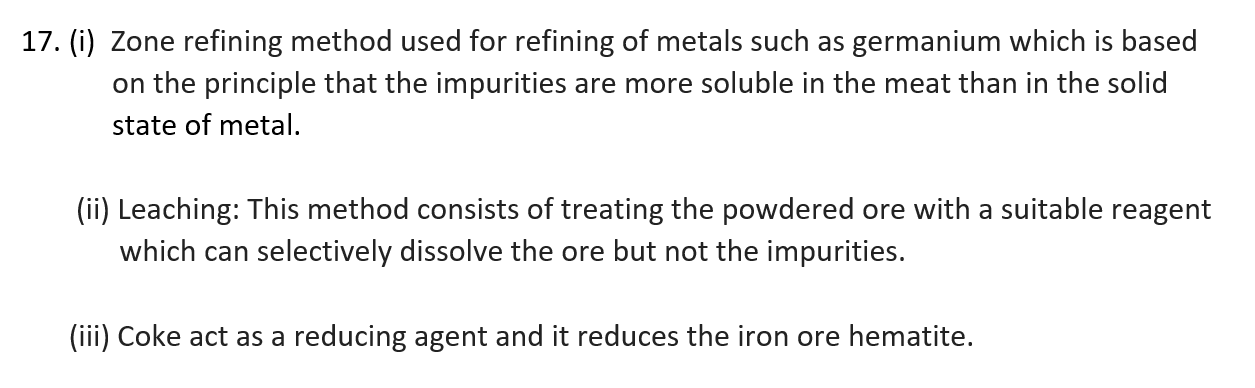 17. (i) Zone refining method used for refining of metals such as germanium which is based
on the principle that the impurities are more soluble in the meat than in the solid
state of metal.
(ii) Leaching: This method consists of treating the powdered ore with a suitable reagent
which can selectively dissolve the ore but not the impurities.
(iii) Coke act as a reducing agent and it reduces the iron ore hematite.